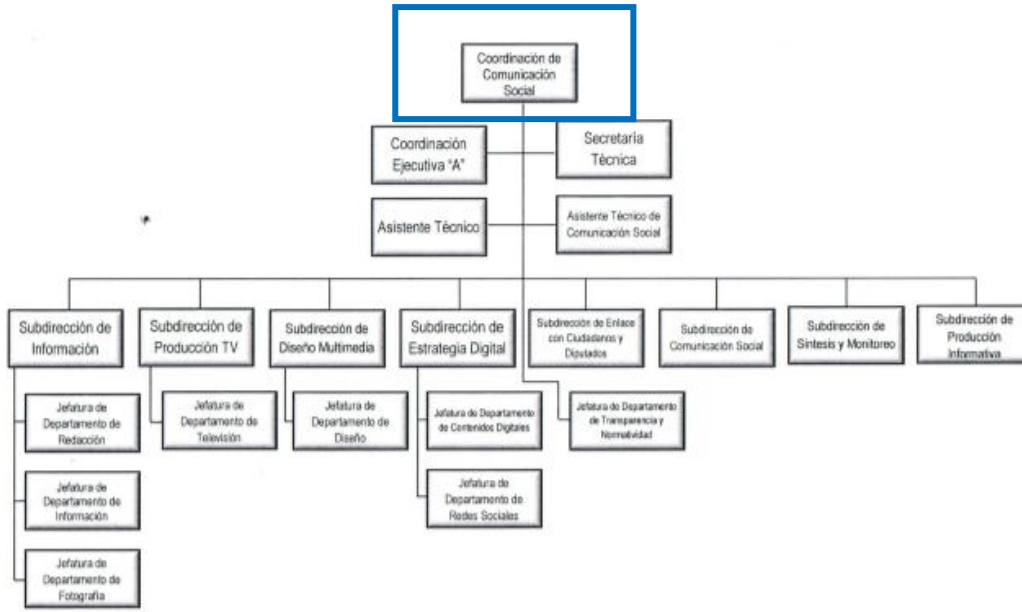 Coordinación de
Comunicación
Social
Coordinación
Ejecutiva "A"
Secretaria
Técnica
Asistente Técnico
Asistente Técnico de
Comunicación Social
Subdirección de
Información
Subdirección de
Producción TV
Subdirección de
Diseño Multimedia
Subdirección de
Estrategia Digital
Subdirección de Enlace
con Ciudadanos y
Diputados
Subdirección de
Comunicación Social
Subdirección de
Síntesis y Monitoreo
Subdirección de
Producción
Informativa
Jefatura de
Departamento de
Redacción
Jefatura de
Departamento de
Televisión
Jefatura de
Departamento de
Diseño
Jefatura de Departamento
de Contenidos Digitales
Jefatura de Departamento
de Transparencia y
Normatividad
Jefatura de
Departamento de
Información
Jefatura de
Departamento de
Redes Sociales
Jefatura de
Departamento de
Fotografía